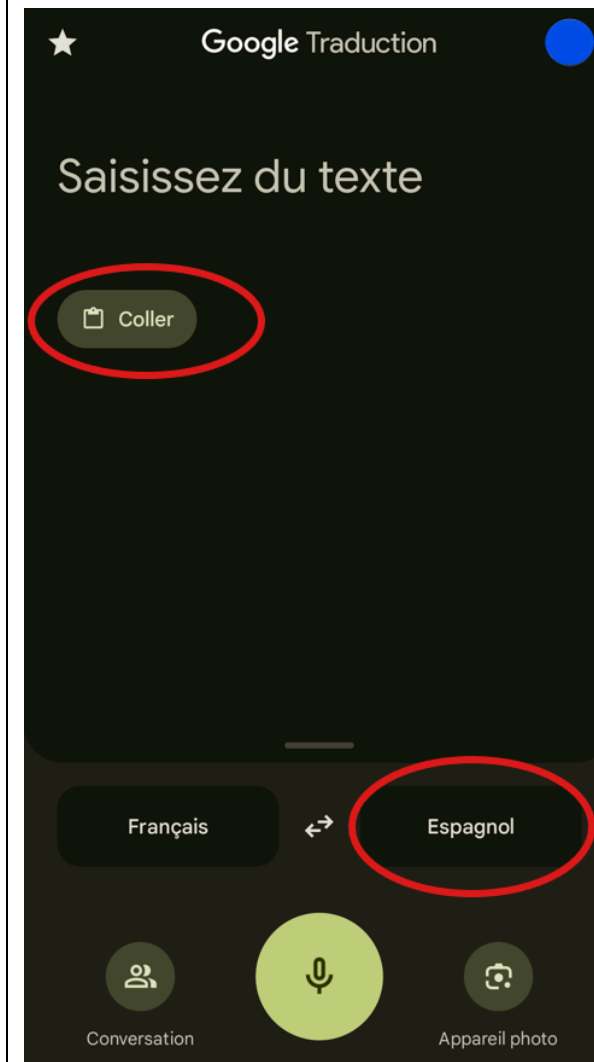 Google Traduction
Saisissez du texte
Coller
Français
Espagnol
Conversation
Appareil photo